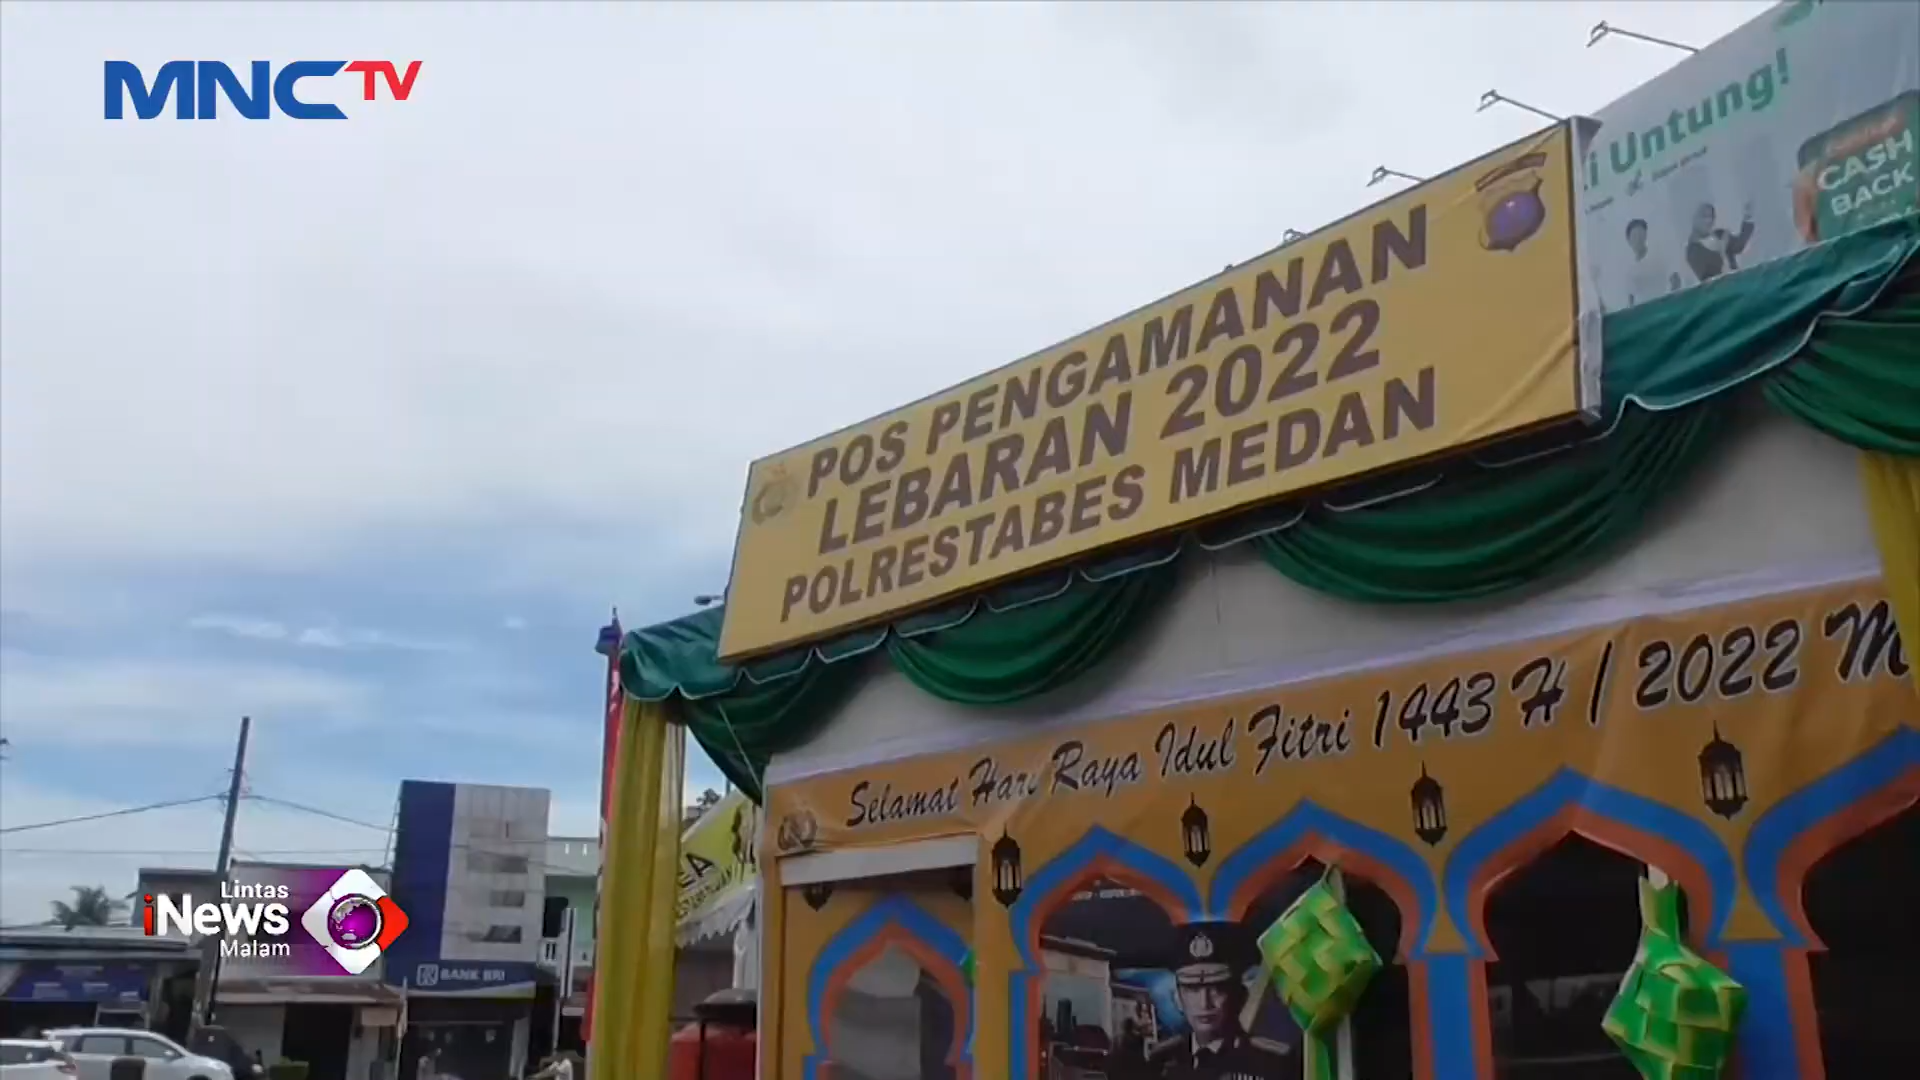 MNCTV
i Untung!
CASH
BACK
POS PENGAMANAN
LEBARAN 2022
POLRESTABES MEDAN
Selamat Hari Raya Idul Fitri 1443 H / 2022 M
Lintas
iNews
Malam
BANK BRI